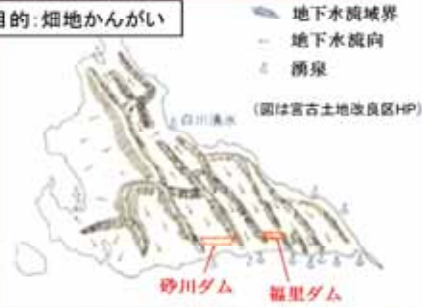 目的:畑地かんがい
地下水流域界
地下水流向
湧泉
(図は宮古土地改良区HP)
白川湧水
砂川ダム
福里ダム